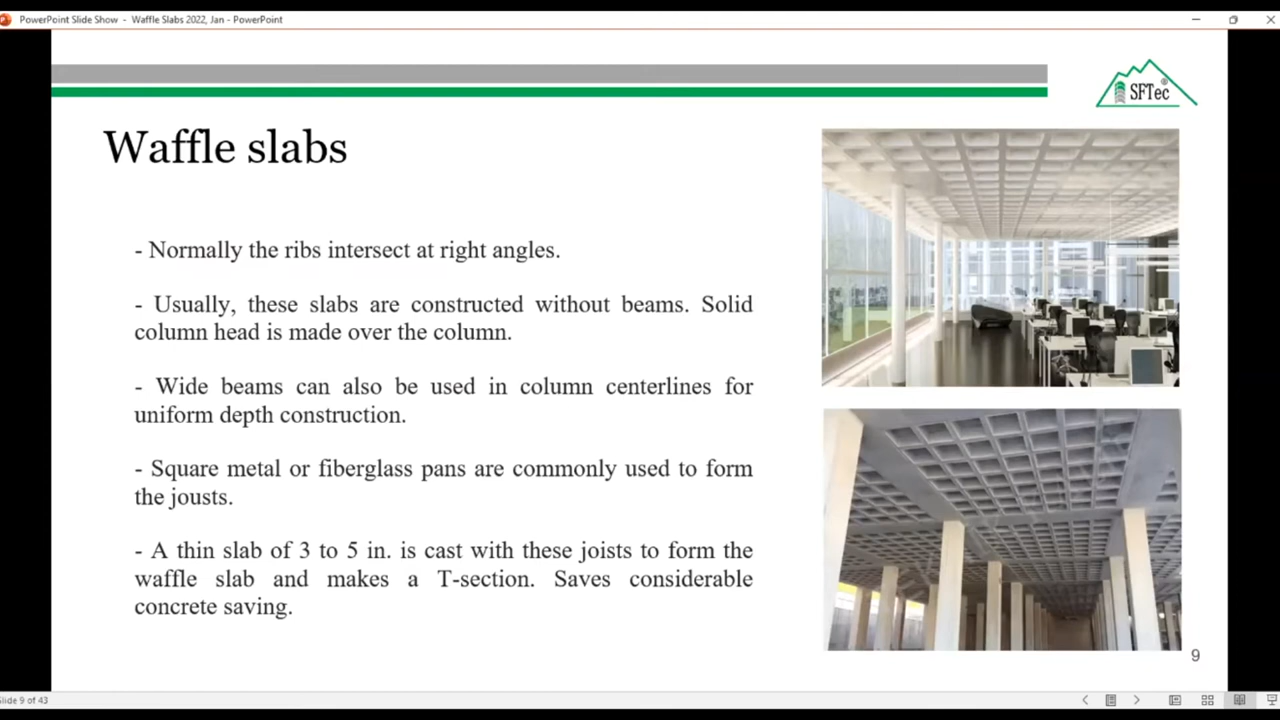 PowerPoint Slide Show - Waffle Slabs 2022, Jan - PowerPoint
SFTec®
Waffle slabs
- Normally the ribs intersect at right angles.
- Usually, these slabs are constructed without beams. Solid
column head is made over the column.
- Wide beams can also be used in column centerlines for
uniform depth construction.
- Square metal or fiberglass pans are commonly used to form
the jousts.
- A thin slab of 3 to 5 in. is cast with these joists to form the
waffle slab and makes a T-section. Saves considerable
concrete saving.
9
Slide 9 of 43